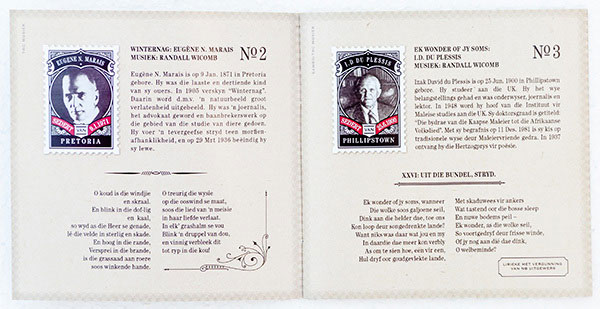 WINTERNAG: EUGÈNE N. MARAIS
MUSIEK: RANDALL WICOMB
No 2
EUGÈNE N. MARAIS
9.1.1871
PRETORIA
Eugène N. Marais is op 9 Jan. 1871 in Pretoria
gebore. Hy was die laaste en dertiende kind
van sy ouers. In 1905 verskyn "Winternag".
Daarin word d.m.v. 'n natuurbeeld groot
verlatenheid uitgebeeld. Hy was 'n joernalis,
het advokaat geword en baanbrekerswerk op
die gebied van die studie van diere gedoen.
Hy voer 'n tevergeefse stryd teen morfien-
afhanklikheid, en op 29 Mrt 1936 beëindig hy
sy lewe.
O koud is die windjie
en skraal.
En blink in die dof-lig
en kaal,
so wyd as die Heer se genade,
lê die velde in sterlig en skade.
En hoog in die rande,
Versprei in die brande,
is die grassaad aan roere
soos winkende hande.
O treurig die wysie
op die ooswind se maat,
soos die lied van 'n meisie
in haar liefde verlaat.
In elk' grashalm se vou
Blink 'n druppel van dou,
en vinnig verbleek dit
tot ryp in die kou!
EK WONDER OF JY SOMS:
I.D. DU PLESSIS
MUSIEK: RANDALL WICOMB
No 3
I.D. DU PLESSIS
PHILLIPSTOWN
Izak David du Plessis is op 25 Jun. 1900 in Phillipstown
gebore. Hy studeer aan die UK. Hy het wye
belangstellings gehad en was onderwyser, joernalis en
redakteur. In 1948 word hy hoof van die Instituut vir
Maleise studies aan die UK. Sy doktorsgraad is getiteld:
"Die bydrae van die Kaapse Maleier tot die Afrikaanse
Volkslied". Met sy begrafnis op 11 Des. 1981 is sy kis op
tradisionele wyse deur Maleiervriende gedra. In 1937
ontvang hy die Hertzogprys vir poësie.
XXVI: UIT DIE BUNDEL, STRYD.
Ek wonder of jy soms, wanneer
Die wolke soos galjoene seil,
Dink aan die helder dae, toe ons
Kon loop deur songedrenkte lande?
Want niks was daar wat jou en my
In daardie dae meer kon verbly
As om te sien hoe, een vir een,
Hul dryf oor goudgevlekte lande,
Met skaduwees vir ankers
Wat tastend oor die bosse sleep
En nuwe bodems peil –
Ek wonder, as die wolke seil,
So voortgedryf deur frisse winde,
Of jy nog aan dié dae dink,
O welbeminde?
LIRIEKE MET VERGUNNING
VAN NB UITGEWERS